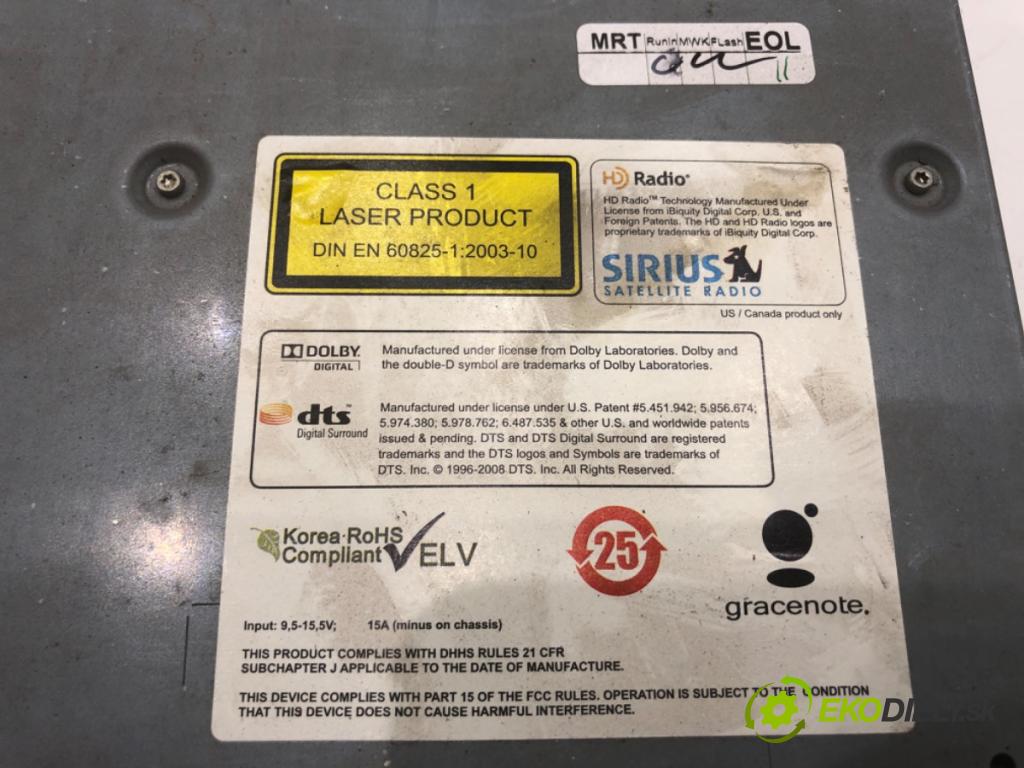 MRT RunIn MWK FLash EOL
11
CLASS 1
LASER PRODUCT
DIN EN 60825-1:2003-10
HD Radio®
HD Radio™ Technology Manufactured Under
License from iBiquity Digital Corp, U.S. and
Foreign Patents. The HD and HD Radio logos are
proprietary trademarks of iBiquity Digital Corp.
SIRIUS
SATELLITE RADIO
US / Canada product only
DOLBY
DIGITAL
Manufactured under license from Dolby Laboratories. Dolby and
the double-D symbol are trademarks of Dolby Laboratories.
dts™
Digital Surround
Manufactured under license under U.S. Patent #5.451.942; 5.956.674;
5.974.380; 5.978.762; 6.487.535 & other U.S. and worldwide patents
issued & pending. DTS and DTS Digital Surround are registered
trademarks and the DTS logos and Symbols are trademarks of
DTS. Inc. © 1996-2008 DTS. Inc. All Rights Reserved.
Korea-RoHS
Compliant
ELV
25
gracenote.
Input: 9,5-15,5V; 15A (minus on chassis)
THIS PRODUCT COMPLIES WITH DHHS RULES 21 CFR
SUBCHAPTER J APPLICABLE TO THE DATE OF MANUFACTURE.
THIS DEVICE COMPLIES WITH PART 15 OF THE FCC RULES. OPERATION IS SUBJECT TO THE CONDITION
THAT THIS DEVICE DOES NOT CAUSE HARMFUL INTERFERENCE.
EKODIELY.SK